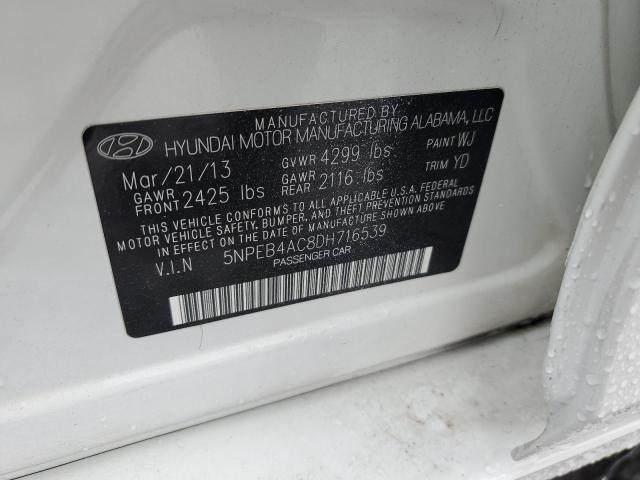 MANUFACTURED BY
HYUNDAI MOTOR MANUFACTURING ALABAMA, LLC
Mar/21/13 GVWR 4299 lbs PAINT WJ
GAWR FRONT 2425 lbs GAWR REAR 2116 lbs TRIM YD
THIS VEHICLE CONFORMS TO ALL APPLICABLE U.S.A. FEDERAL
MOTOR VEHICLE SAFETY, BUMPER, AND THEFT PREVENTION STANDARDS
IN EFFECT ON THE DATE OF MANUFACTURE SHOWN ABOVE.
V.I.N 5NPEB4AC8DH716539
PASSENGER CAR